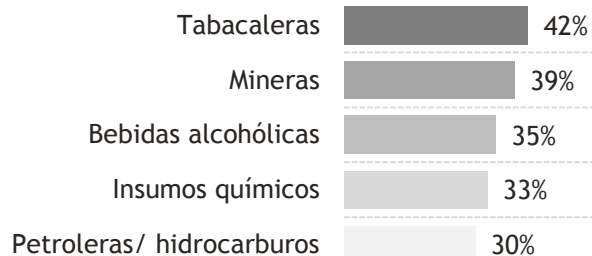 Tabacaleras 42%
Mineras 39%
Bebidas alcohólicas 35%
Insumos químicos 33%
Petroleras/ hidrocarburos 30%